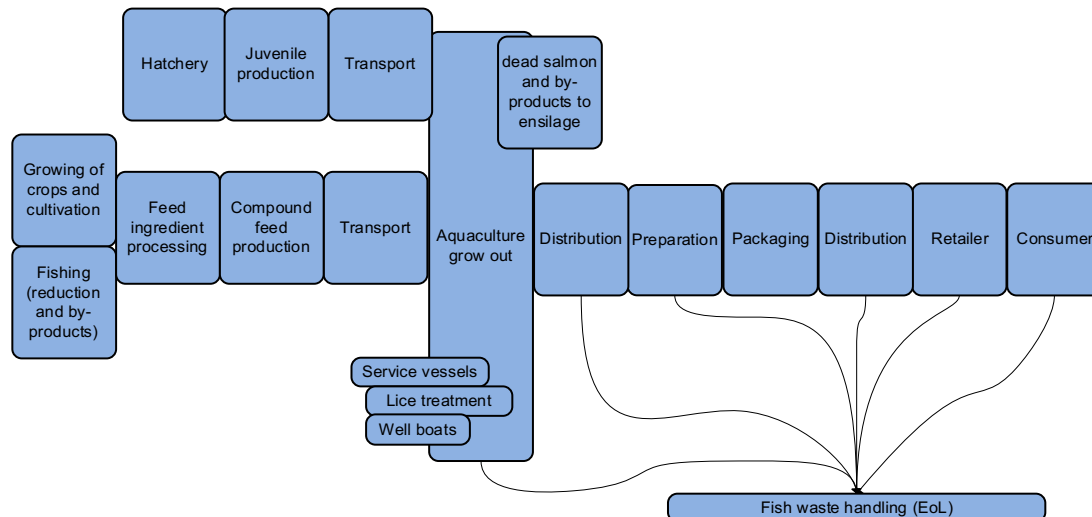 Hatchery
Juvenile
production
Transport
dead salmon
and by-
products to
ensilage
Growing of
crops and
cultivation
Fishing
(reduction
and by-
products)
Feed
ingredient
processing
Compound
feed
production
Transport
Aquaculture
grow out
Distribution
Preparation
Packaging
Distribution
Retailer
Consumer
Service vessels
Lice treatment
Well boats
Fish waste handling (EoL)